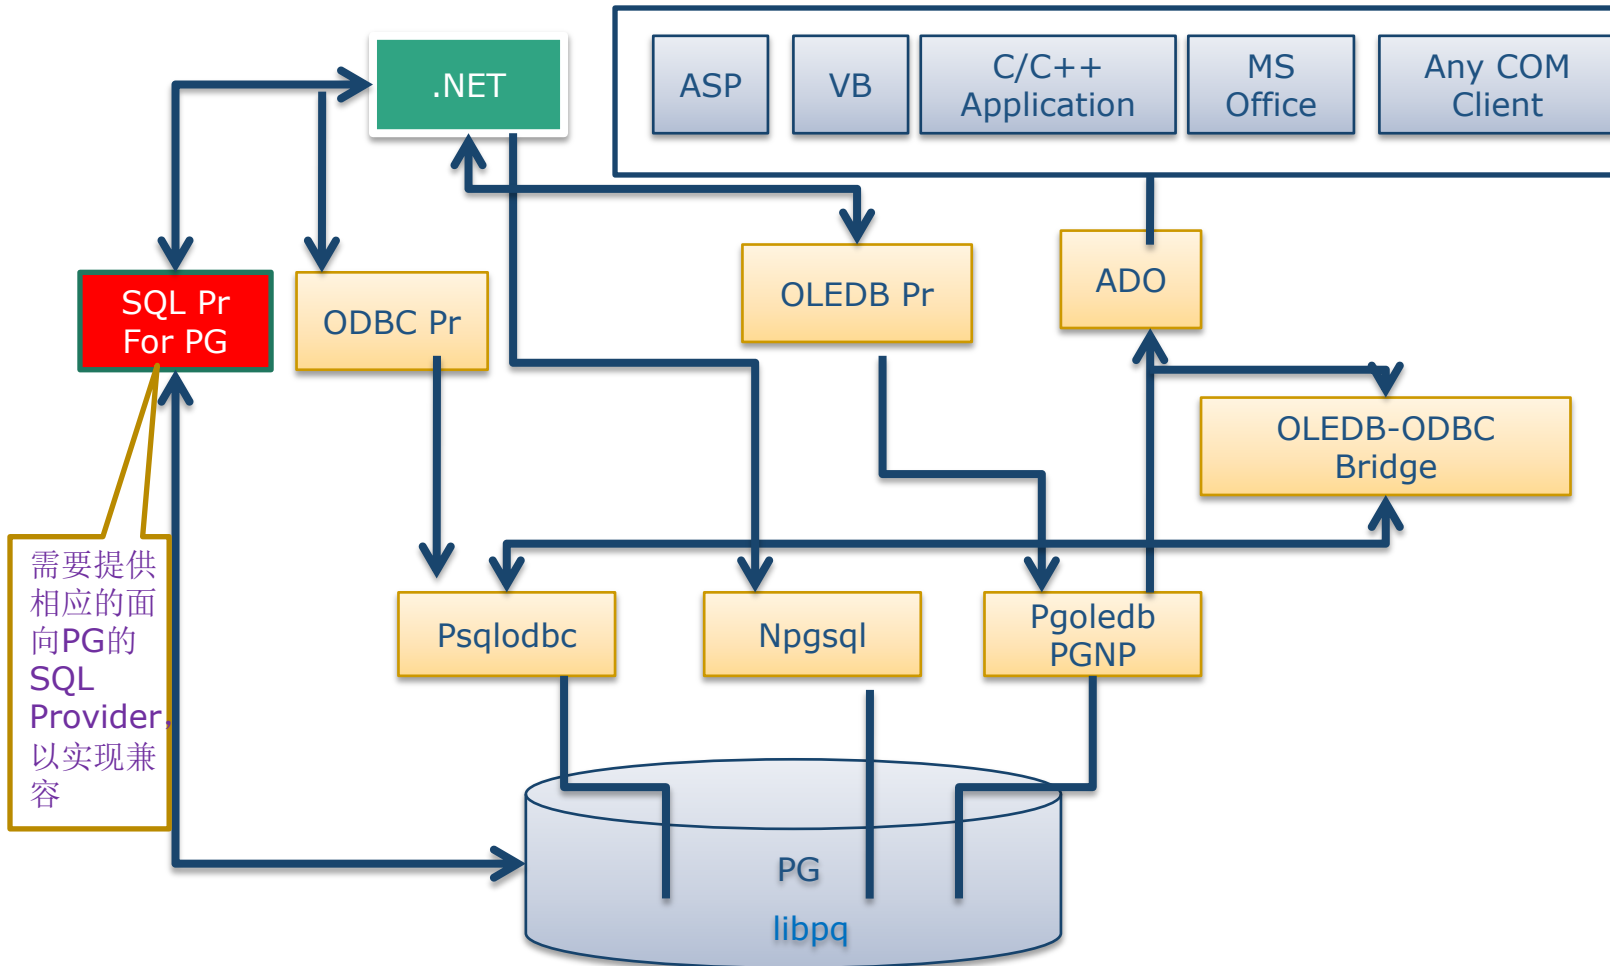 .NET
ASP
VB
C/C++
Application
MS
Office
Any COM
Client
SQL Pr
For PG
ODBC Pr
OLEDB Pr
ADO
OLEDB-ODBC
Bridge
需要提供
相应的面
向PG的
SQL
Provider，
以实现兼
容
Psqlodbc
Npgsql
Pgoledb
PGNP
PG
libpq